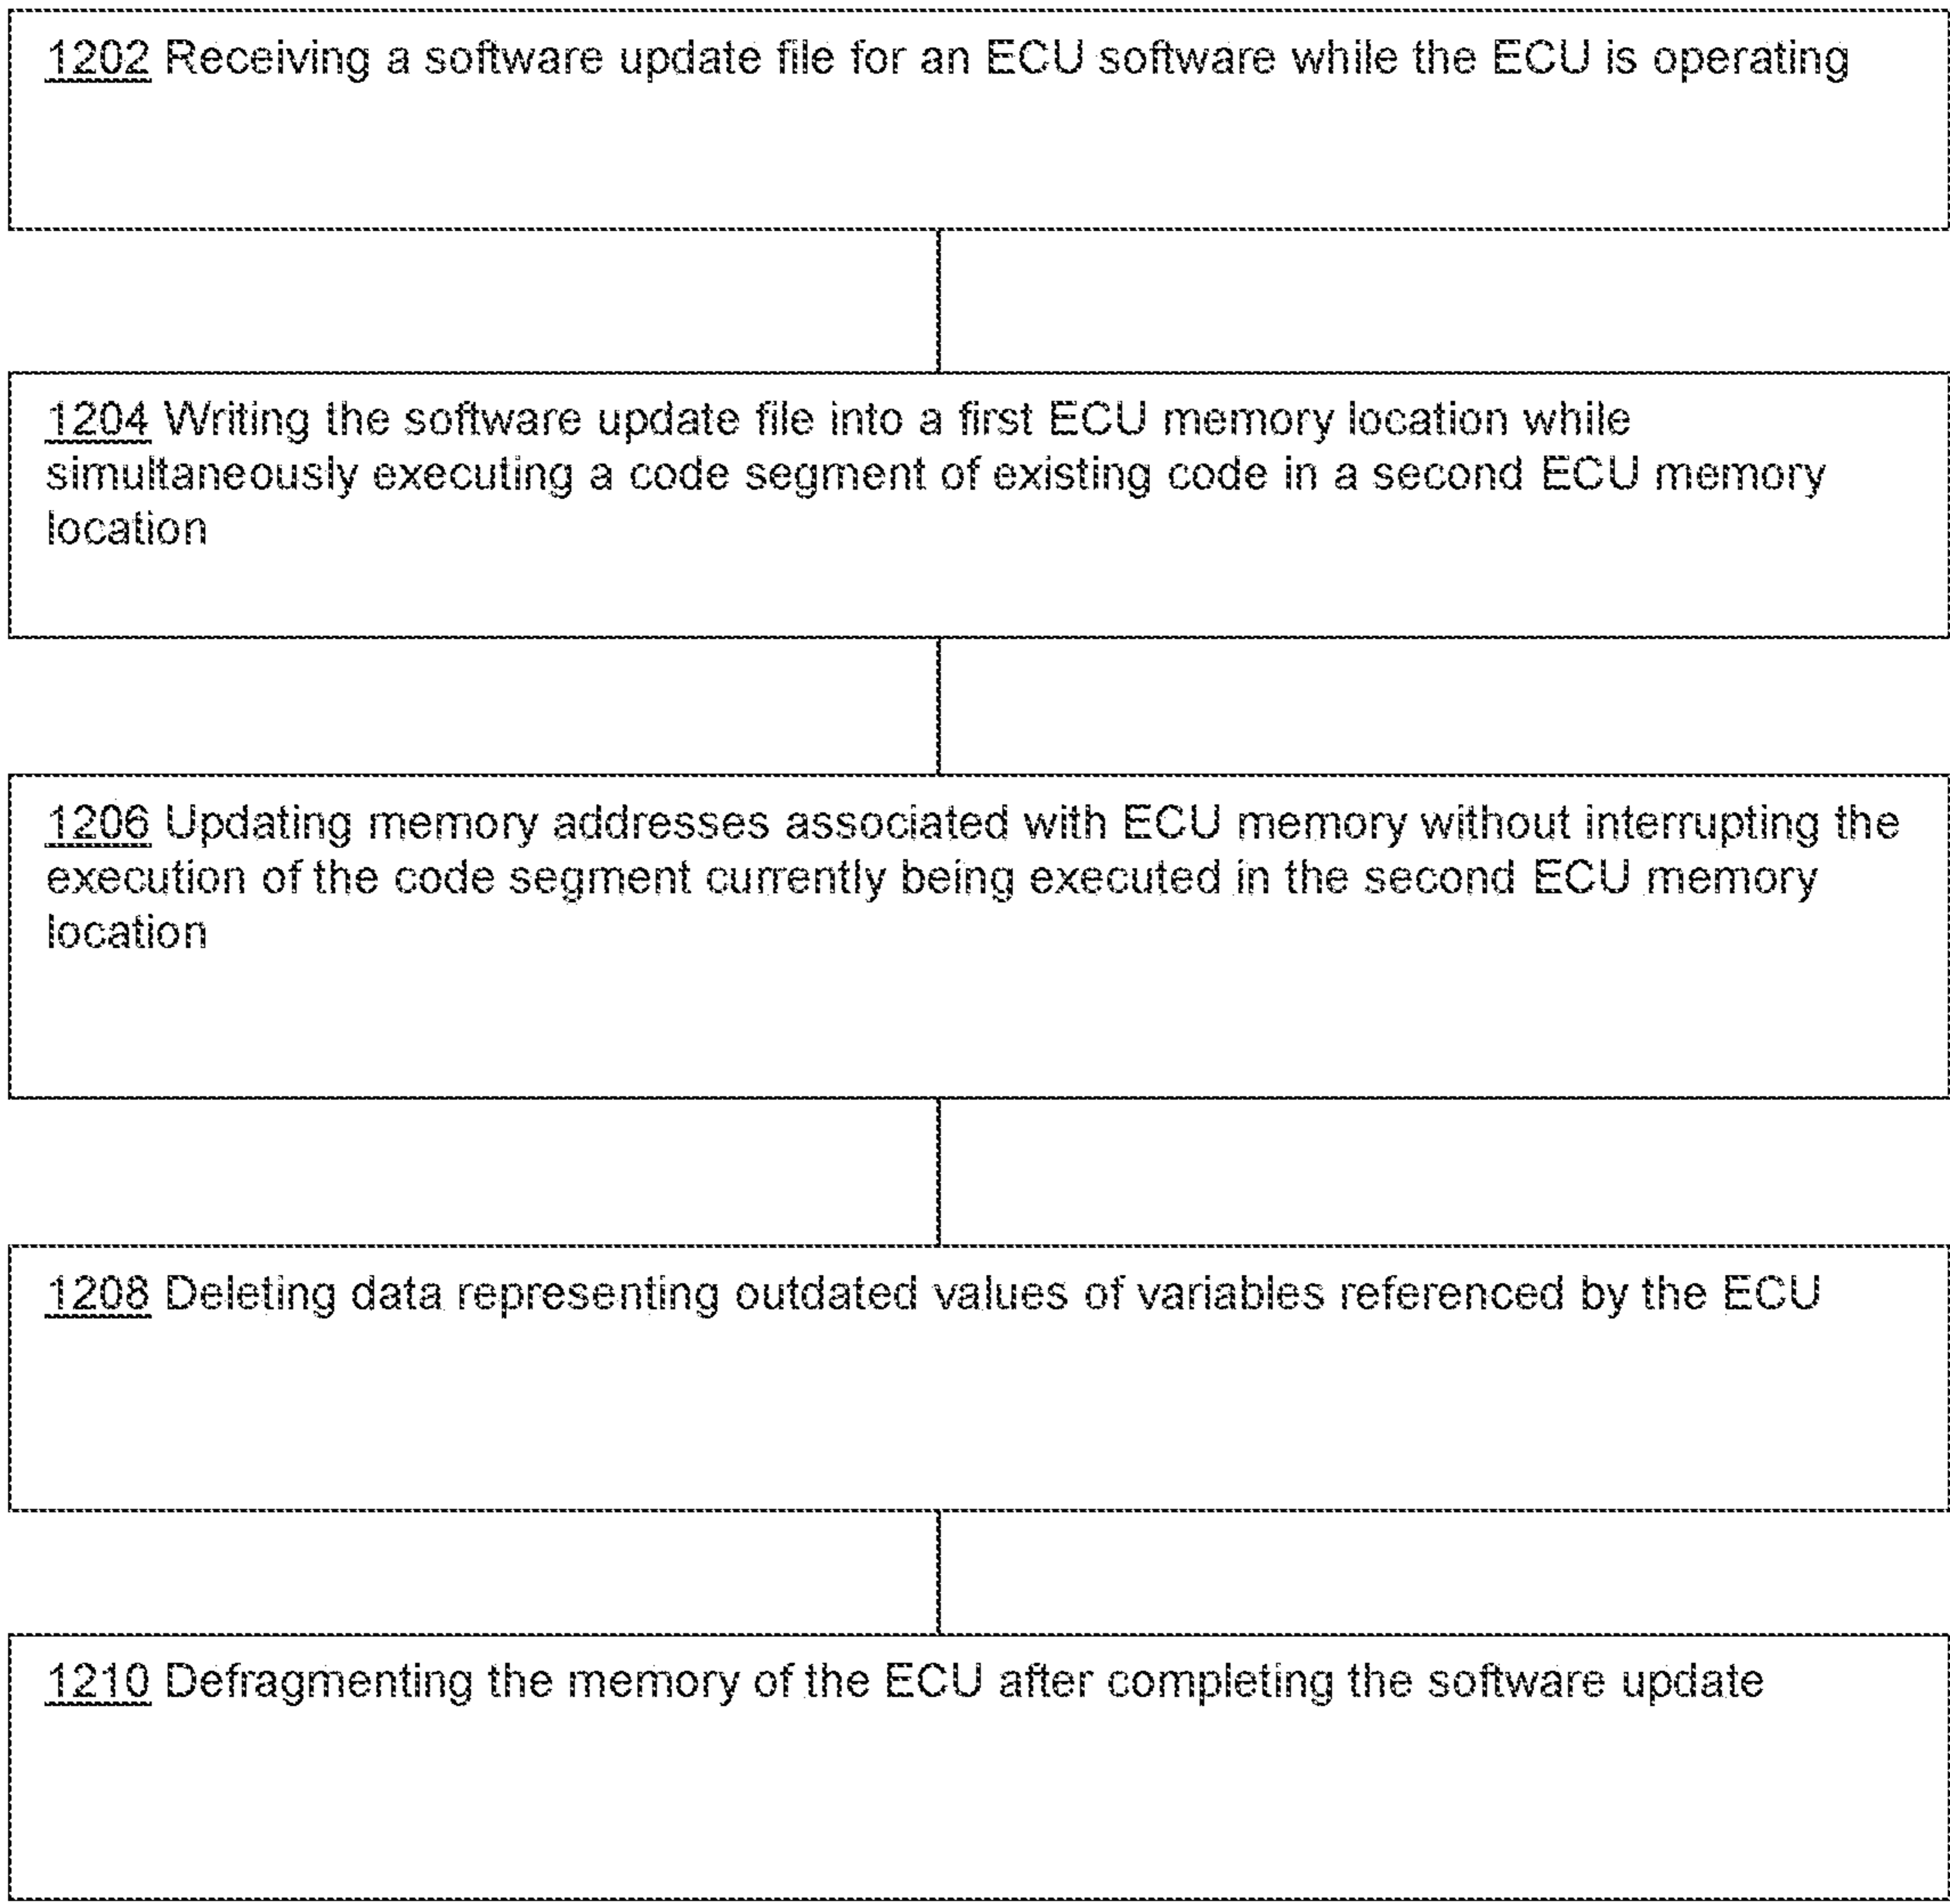 1202 Receiving a software update file for an ECU software while the ECU is operating
1204 Writing the software update file into a first ECU memory location while
simultaneously executing a code segment of existing code in a second ECU memory
location
1206 Updating memory addresses associated with ECU memory without interrupting the
execution of the code segment currently being executed in the second ECU memory
location
1208 Deleting data representing outdated values of variables referenced by the ECU
1210 Defragmenting the memory of the ECU after completing the software update